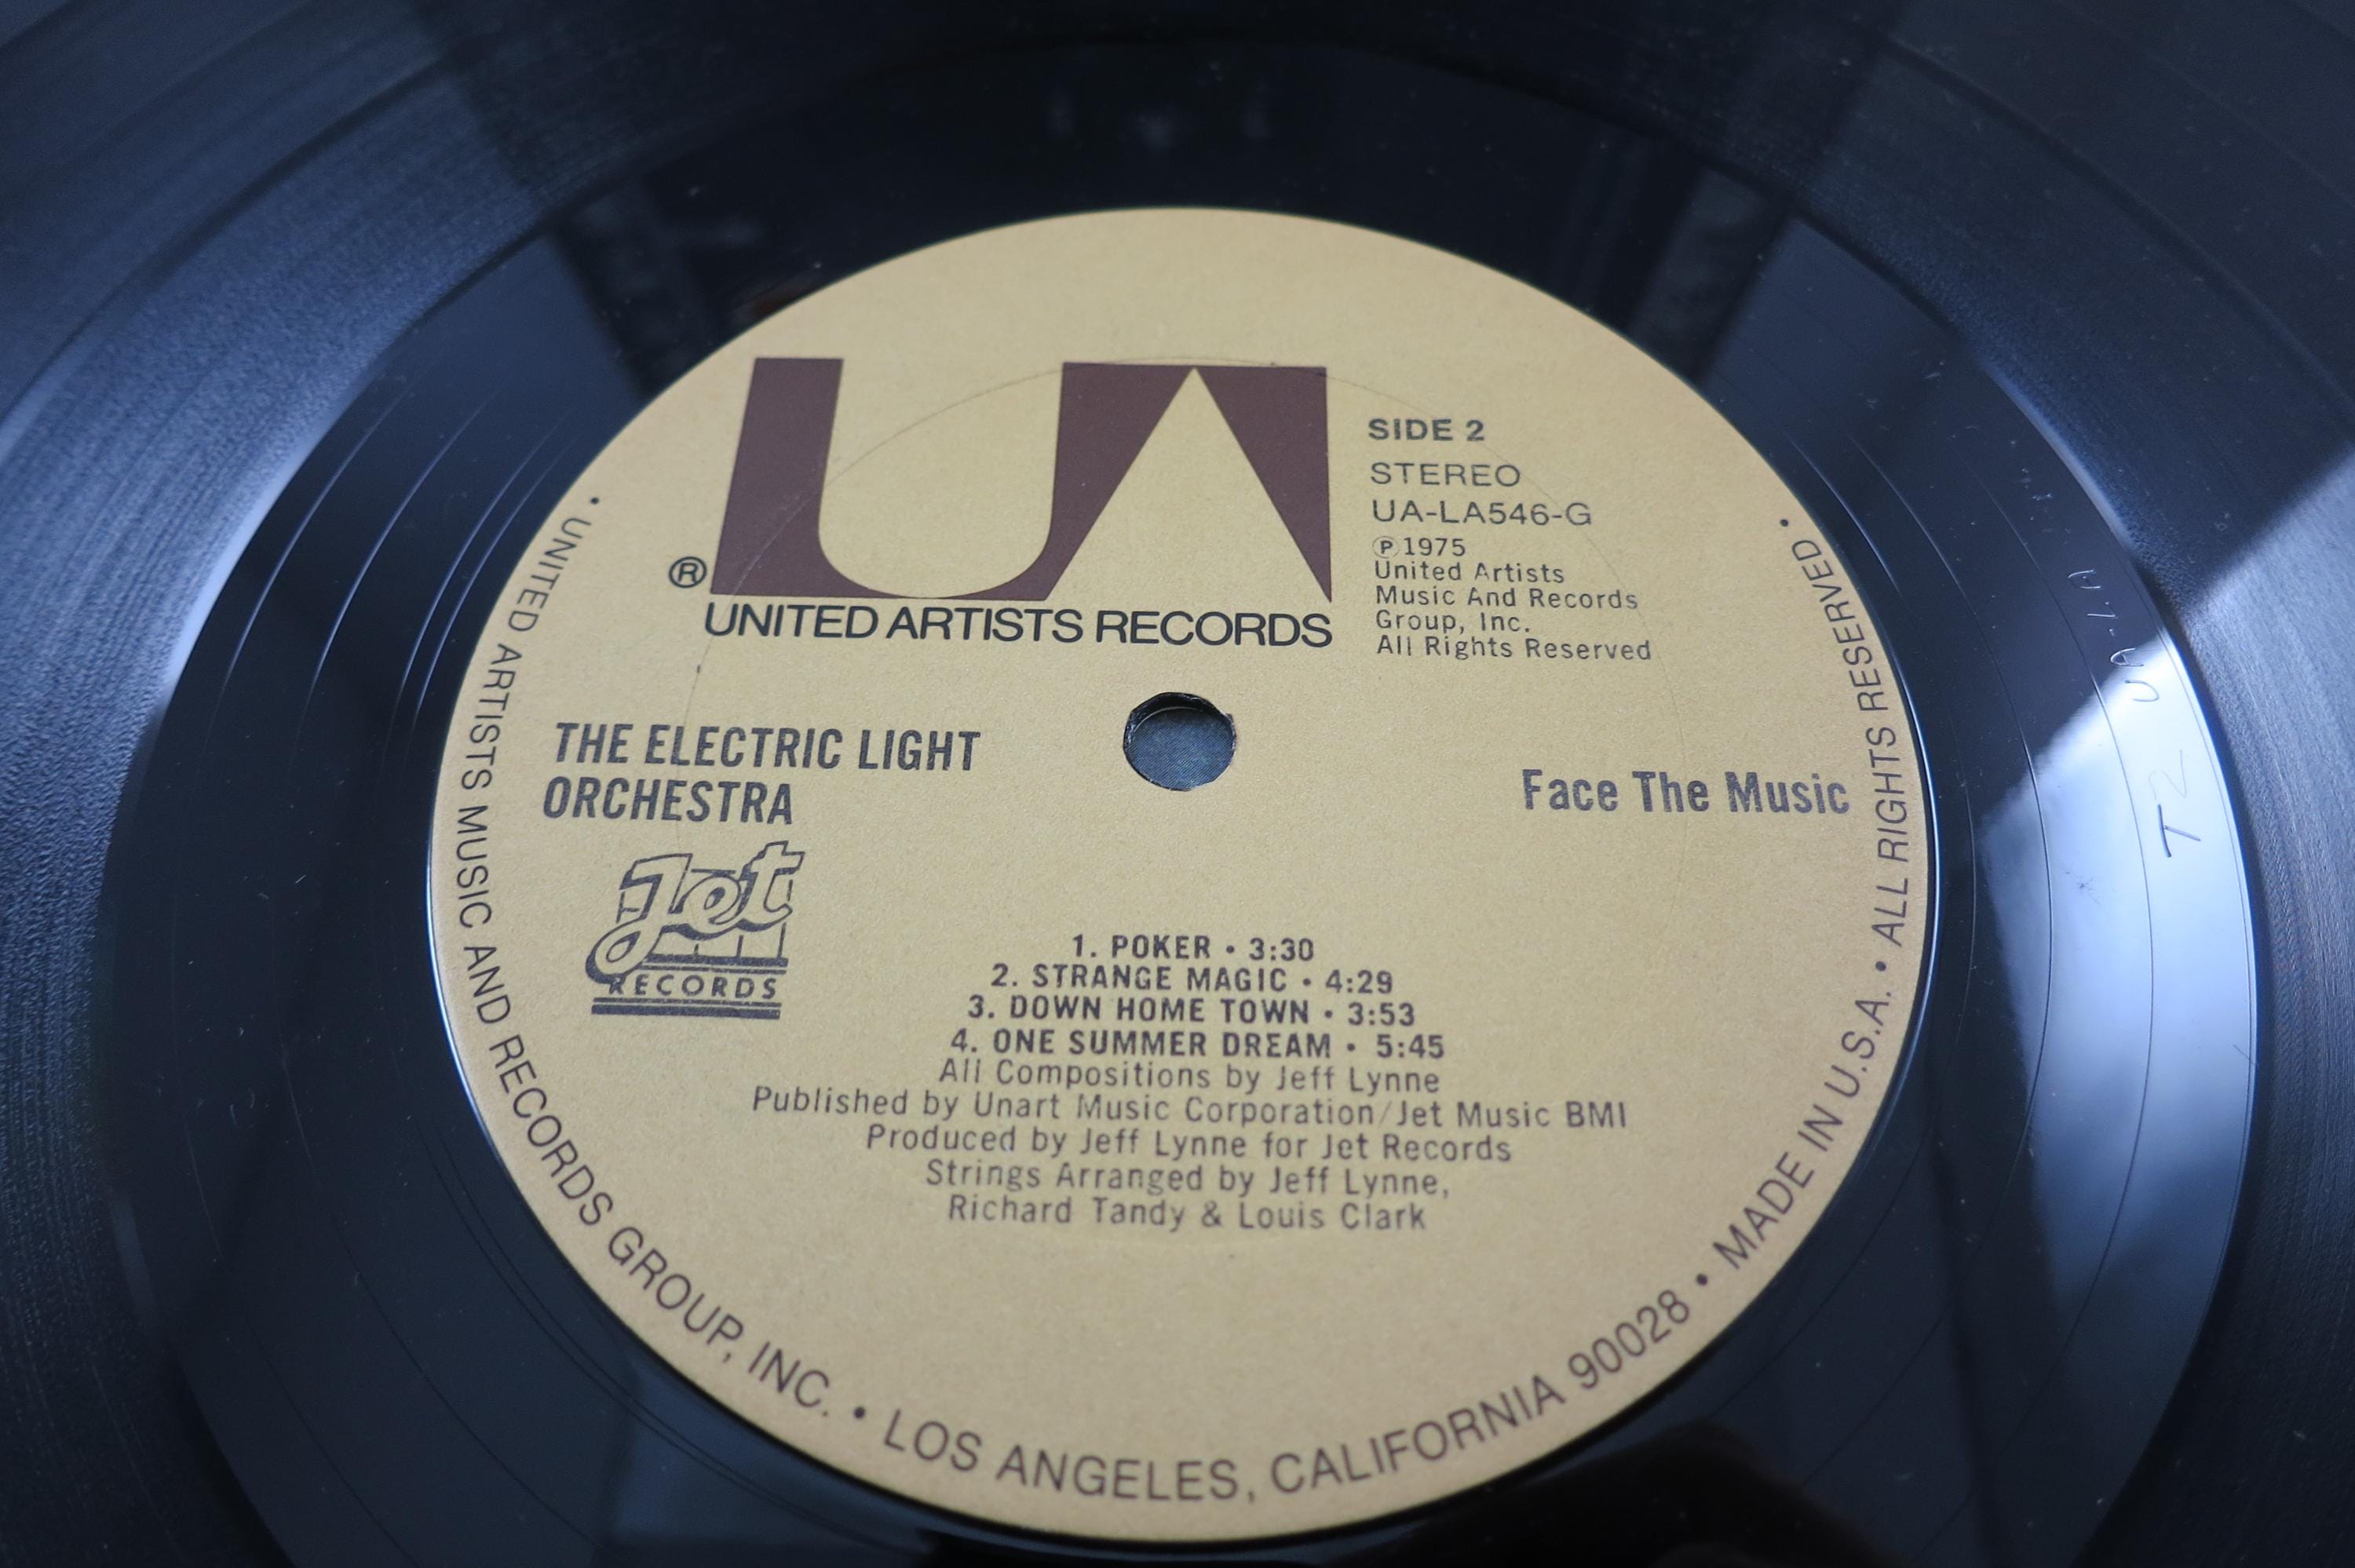 UA
®
UNITED ARTISTS RECORDS
SIDE 2
STEREO
UA-LA546-G
℗1975
United Artists
Music And Records
Group, Inc.
All Rights Reserved
THE ELECTRIC LIGHT
ORCHESTRA
Jet
RECORDS
Face The Music
1. POKER • 3:30
2. STRANGE MAGIC • 4:29
3. DOWN HOME TOWN • 3:53
4. ONE SUMMER DREAM • 5:45
All Compositions by Jeff Lynne
Published by Unart Music Corporation/Jet Music BMI
Produced by Jeff Lynne for Jet Records
Strings Arranged by Jeff Lynne,
Richard Tandy & Louis Clark
• UNITED ARTISTS MUSIC AND RECORDS GROUP, INC. • LOS ANGELES, CALIFORNIA 90028 • MADE IN U.S.A. • ALL RIGHTS RESERVED •